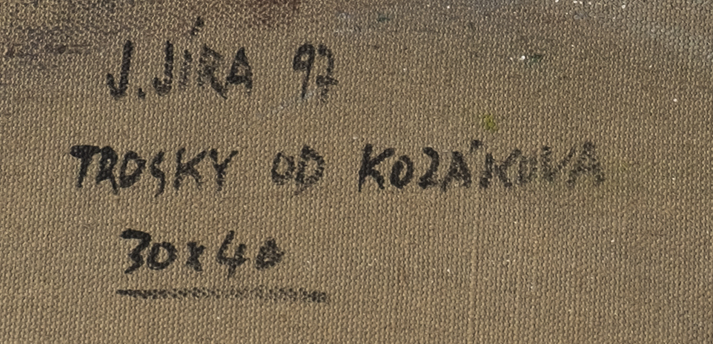 J. JÍRA 97
TROSKY OD KOZÁKOVA
30x40